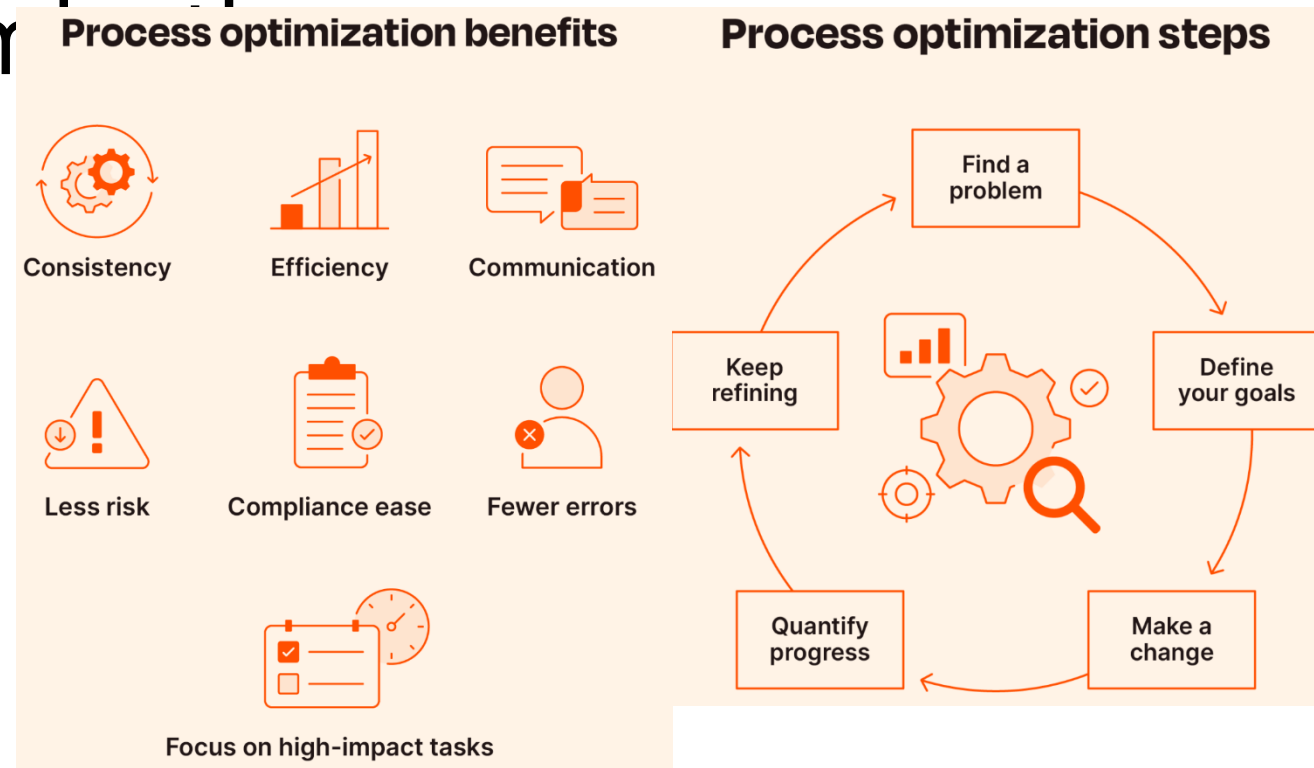 Process optimization benefits
Consistency
Efficiency
Communication
Less risk
Compliance ease
Fewer errors
Focus on high-impact tasks
Process optimization steps
Find a
problem
Define
your goals
Make a
change
Quantify
progress
Keep
refining